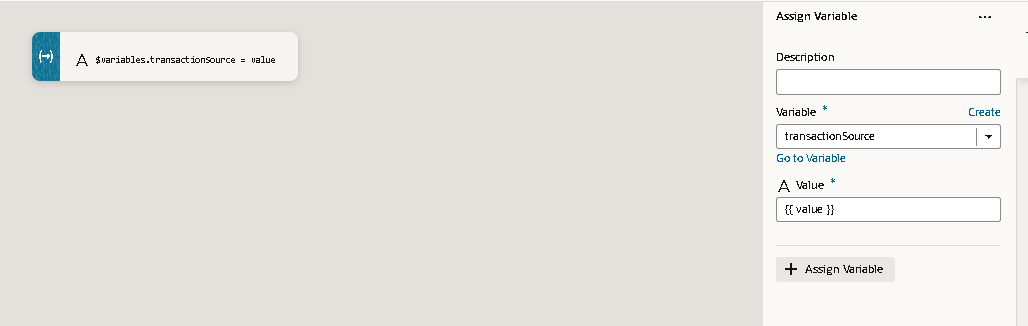 (→) A $variables.transactionSource = value
Assign Variable ...
Description
Variable * Create
transactionSource
Go to Variable
A Value *
{{ value }}
+ Assign Variable